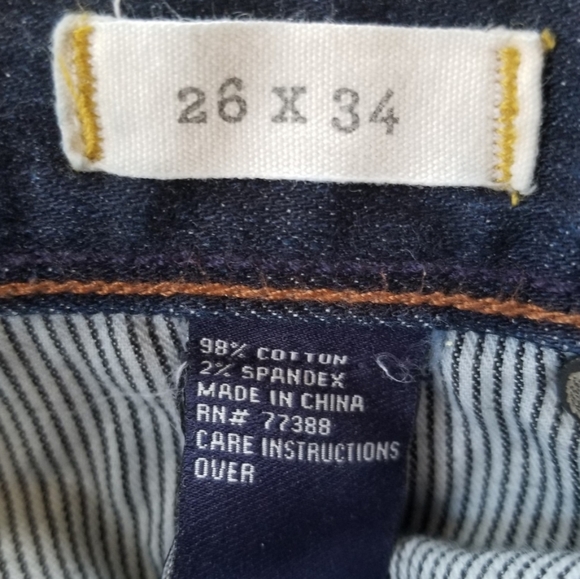 26 X 34
98% COTTON
2% SPANDEX
MADE IN CHINA
RN# 77388
CARE INSTRUCTIONS
OVER